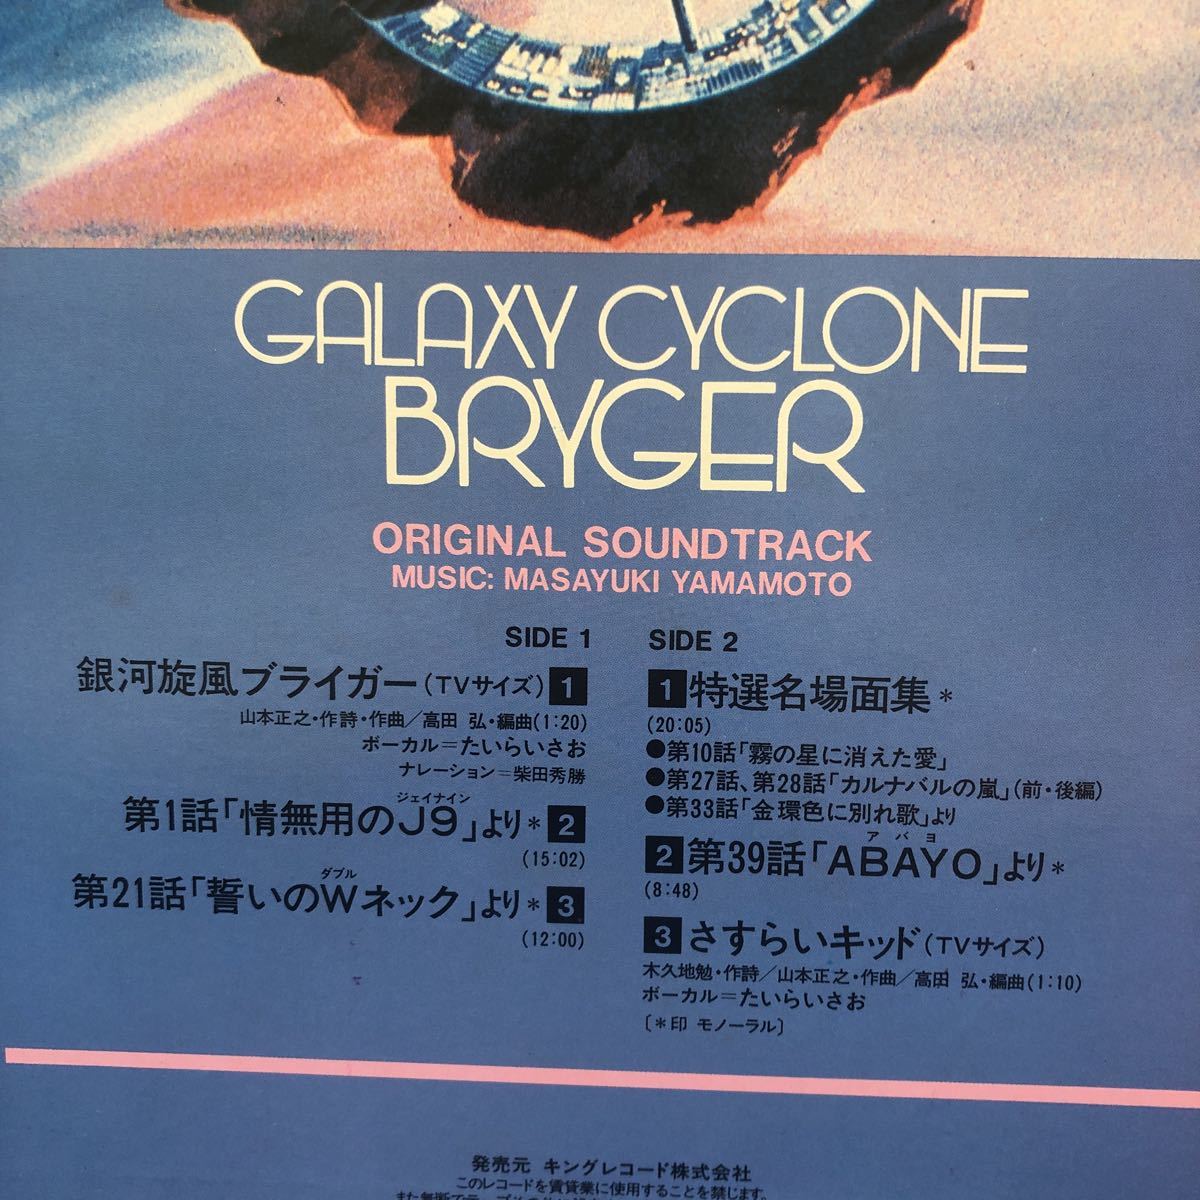 GALAXY CYCLONE
BRYGER
ORIGINAL SOUNDTRACK
MUSIC: MASAYUKI YAMAMOTO
SIDE 1
銀河旋風ブライガー(TVサイズ) 1
山本正之・作詩・作曲/高田 弘・編曲(1:20)
ボーカル=たいらいさお
ナレーション=柴田秀勝
ジェイナイン
第1話「情無用のJ9」より* 2
(15:02)
ダブル
第21話「誓いのWネック」より* 3
(12:00)
SIDE 2
1 特選名場面集*
(20:05)
●第10話「霧の星に消えた愛」
●第27話、第28話「カルナバルの嵐」(前・後編)
●第33話「金環色に別れ歌」より
アバヨ
2 第39話「ABAYO」より*
(8:48)
3 さすらいキッド(TVサイズ)
木久地勉・作詩/山本正之・作曲/高田 弘・編曲(1:10)
ボーカル=たいらいさお
〔*印 モノーラル〕
発売元 キングレコード株式会社
このレコードを賃貸業に使用することを禁じます。
また無断でテープその他に